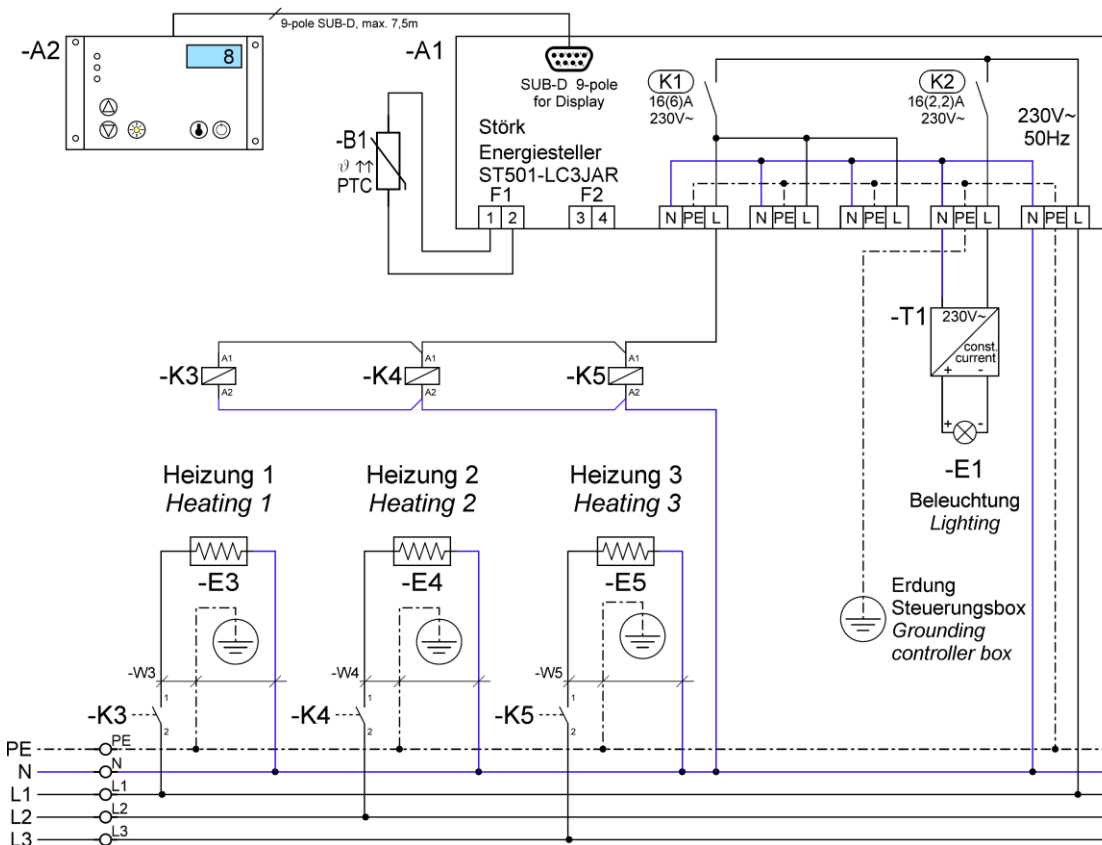 9-pole SUB-D, max. 7,5m
-A2
8
-A1
SUB-D 9-pole
for Display
K1
16(6)A
230V~
K2
16(2,2)A
230V~
230V~
50Hz
Störk
Energiesteller
ST501-LC3JAR
-B1
ϑ ↑↑
PTC
F1
F2
1 2
3 4
N PE L
N PE L
N PE L
N PE L
N PE L
-T1
230V~
const.
current
+ -
+ -
-E1
Beleuchtung
Lighting
-K3
A1
A2
-K4
A1
A2
-K5
A1
A2
Heizung 1
Heating 1
Heizung 2
Heating 2
Heizung 3
Heating 3
-E3
-E4
-E5
Erdung
Steuerungsbox
Grounding
controller box
-W3
-W4
-W5
-K3
1
2
-K4
1
2
-K5
1
2
PE PE
N N
L1 L1
L2 L2
L3 L3